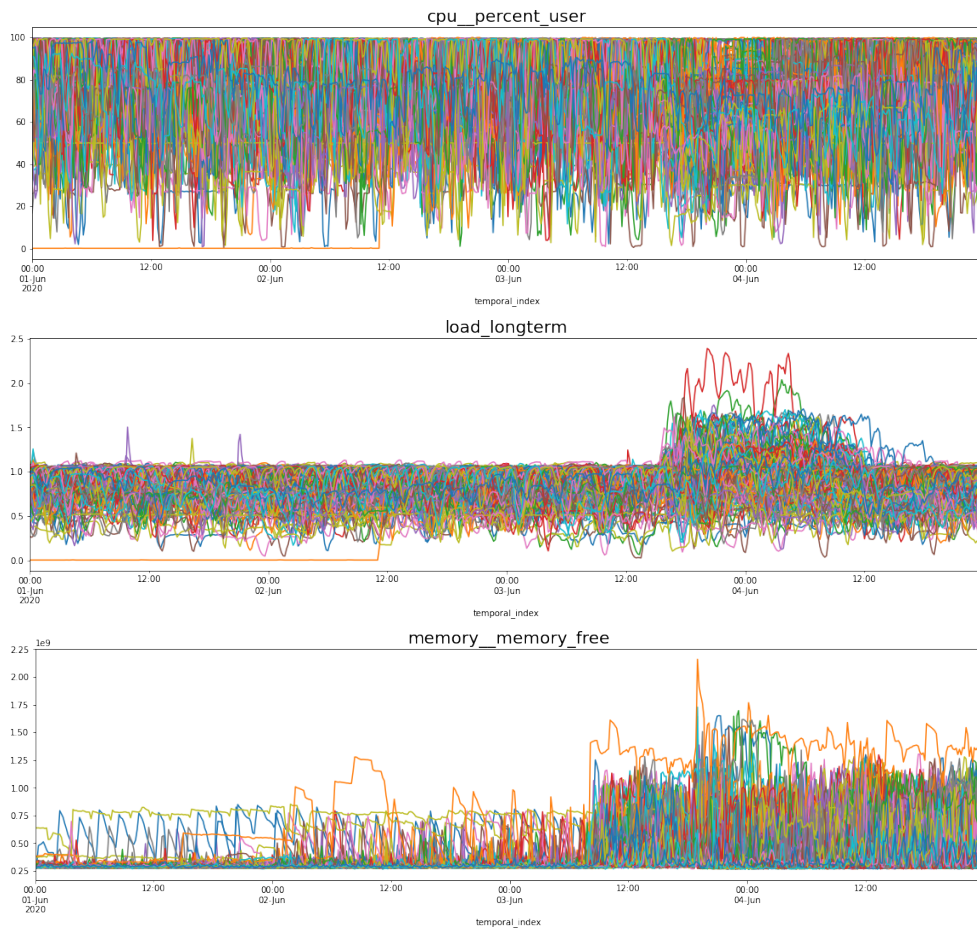 cpu__percent_user
100
80
60
40
20
0
00:00 12:00 00:00 12:00 00:00 12:00 00:00 12:00
01-Jun 02-Jun 03-Jun 04-Jun
2020
temporal_index
load_longterm
2.5
2.0
1.5
1.0
0.5
0.0
00:00 12:00 00:00 12:00 00:00 12:00 00:00 12:00
01-Jun 02-Jun 03-Jun 04-Jun
2020
temporal_index
memory__memory_free
1e9
2.25
2.00
1.75
1.50
1.25
1.00
0.75
0.50
0.25
00:00 12:00 00:00 12:00 00:00 12:00 00:00 12:00
01-Jun 02-Jun 03-Jun 04-Jun
2020
temporal_index